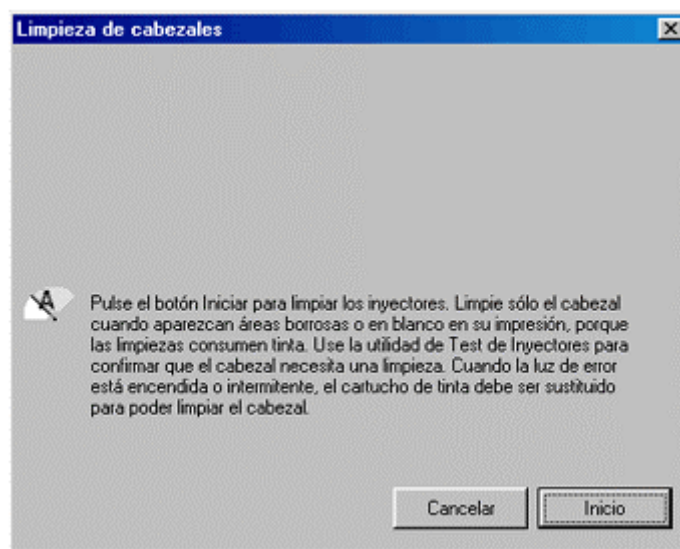 Limpieza de cabezales
Pulse el botón Iniciar para limpiar los inyectores. Limpie sólo el cabezal
cuando aparezcan áreas borrosas o en blanco en su impresión, porque
las limpiezas consumen tinta. Use la utilidad de Test de Inyectores para
confirmar que el cabezal necesita una limpieza. Cuando la luz de error
está encendida o intermitente, el cartucho de tinta debe ser sustituido
para poder limpiar el cabezal.
Cancelar Inicio